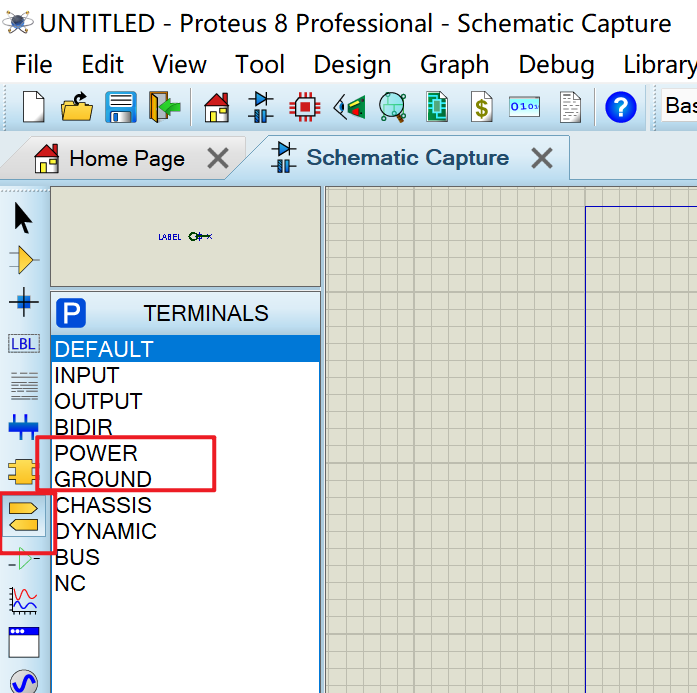 UNTITLED - Proteus 8 Professional - Schematic Capture
File Edit View Tool Design Graph Debug Library
$ ? Bas
Home Page Schematic Capture
LABEL
P TERMINALS
LBL
DEFAULT
INPUT
OUTPUT
BIDIR
POWER
GROUND
CHASSIS
DYNAMIC
BUS
NC